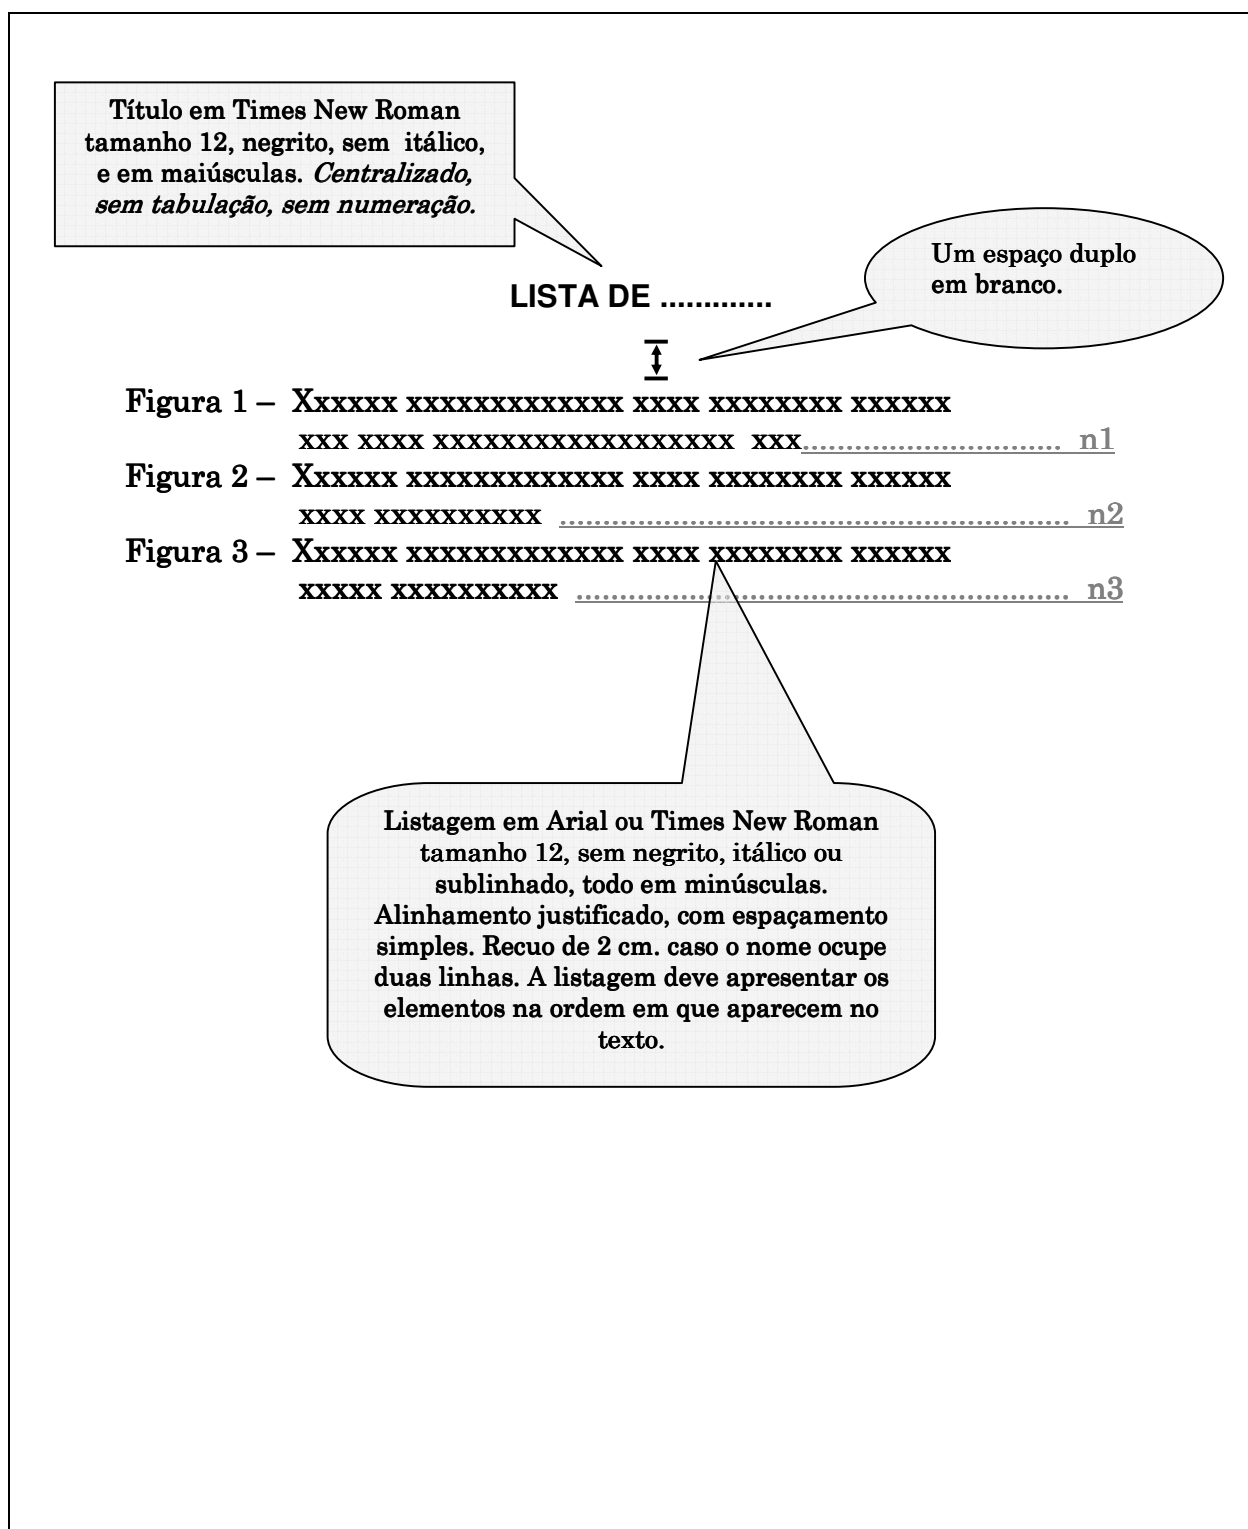 Título em Times New Roman
tamanho 12, negrito, sem itálico,
e em maiúsculas. Centralizado,
sem tabulação, sem numeração.
Um espaço duplo
em branco.
LISTA DE .............
Figura 1 – Xxxxxx xxxxxxxxxxxxx xxxx xxxxxxxx xxxxxx
xxx xxxx xxxxxxxxxxxxxxxxxx xxx.............................. n1
Figura 2 – Xxxxxx xxxxxxxxxxxxx xxxx xxxxxxxx xxxxxx
xxxx xxxxxxxxxx ........................................................... n2
Figura 3 – Xxxxxx xxxxxxxxxxxxx xxxx xxxxxxxx xxxxxx
xxxxx xxxxxxxxxx ......................................................... n3
Listagem em Arial ou Times New Roman
tamanho 12, sem negrito, itálico ou
sublinhado, todo em minúsculas.
Alinhamento justificado, com espaçamento
simples. Recuo de 2 cm. caso o nome ocupe
duas linhas. A listagem deve apresentar os
elementos na ordem em que aparecem no
texto.